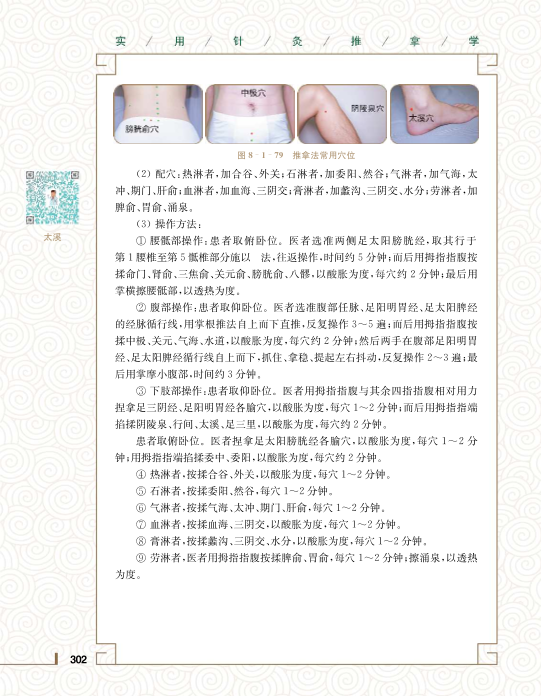 实 / 用 / 针 / 灸 / 推 / 拿 / 学
膀胱俞穴
中极穴
阴陵泉穴
太溪穴
图 8-1-79 推拿法常用穴位
太溪
(2) 配穴:热淋者,加合谷、外关;石淋者,加委阳、然谷;气淋者,加气海、太
冲、期门、肝俞;血淋者,加血海、三阴交;膏淋者,加蠡沟、三阴交、水分;劳淋者,加
脾俞、胃俞、涌泉。
(3) 操作方法:
① 腰骶部操作:患者取俯卧位。医者选准两侧足太阳膀胱经,取其行于
第 1 腰椎至第 5 骶椎部分施以 法,往返操作,时间约 5 分钟;而后用拇指指腹按
揉命门、肾俞、三焦俞、关元俞、膀胱俞、八髎,以酸胀为度,每穴约 2 分钟;最后用
掌横擦腰骶部,以透热为度。
② 腹部操作:患者取仰卧位。医者选准腹部任脉、足阳明胃经、足太阴脾经
的经脉循行线,用掌根推法自上而下直推,反复操作 3～5 遍;而后用拇指指腹按
揉中极、关元、气海、水道,以酸胀为度,每穴约 2 分钟;然后两手在腹部足阳明胃
经、足太阴脾经循行线自上而下,抓住、拿稳、提起左右抖动,反复操作 2～3 遍;最
后用掌摩小腹部,时间约 3 分钟。
③ 下肢部操作:患者取仰卧位。医者用拇指指腹与其余四指指腹相对用力
捏拿足三阴经、足阳明胃经各腧穴,以酸胀为度,每穴 1～2 分钟;而后用拇指指端
掐揉阴陵泉、行间、太溪、足三里,以酸胀为度,每穴约 2 分钟。
患者取俯卧位。医者捏拿足太阳膀胱经各腧穴,以酸胀为度,每穴 1～2 分
钟;用拇指指端掐揉委中、委阳,以酸胀为度,每穴约 2 分钟。
④ 热淋者,按揉合谷、外关,以酸胀为度,每穴 1～2 分钟。
⑤ 石淋者,按揉委阳、然谷,每穴 1～2 分钟。
⑥ 气淋者,按揉气海、太冲、期门、肝俞,每穴 1～2 分钟。
⑦ 血淋者,按揉血海、三阴交,以酸胀为度,每穴 1～2 分钟。
⑧ 膏淋者,按揉蠡沟、三阴交、水分,以酸胀为度,每穴 1～2 分钟。
⑨ 劳淋者,医者用拇指指腹按揉脾俞、胃俞,每穴 1～2 分钟;擦涌泉,以透热
为度。
302